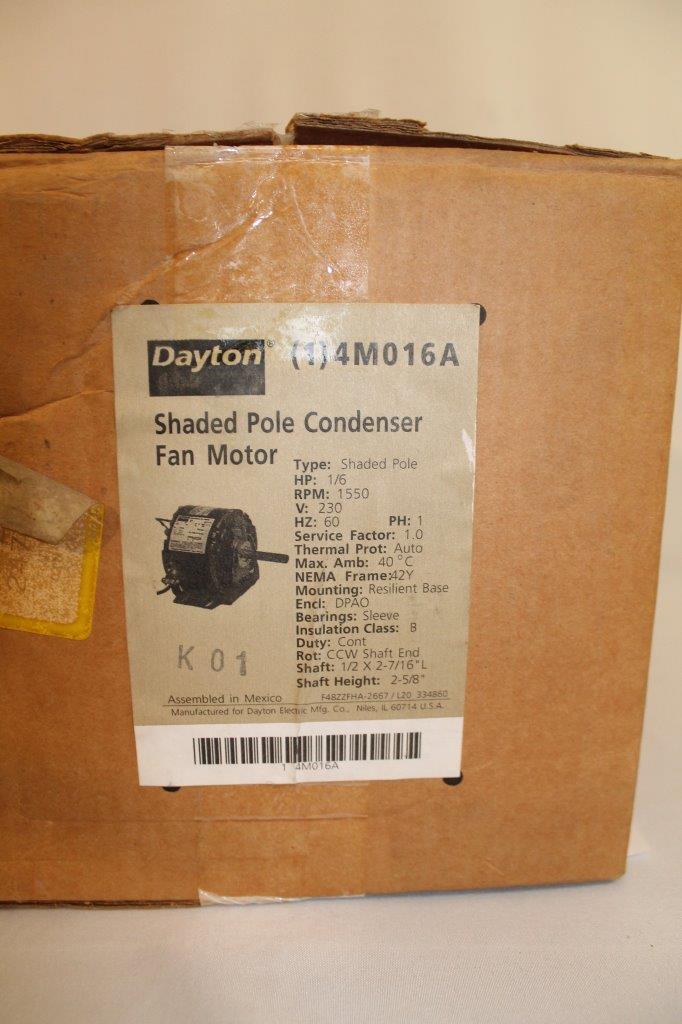 Dayton® (1)4M016A
Shaded Pole Condenser
Fan Motor
Type: Shaded Pole
HP: 1/6
RPM: 1550
V: 230
HZ: 60 PH: 1
Service Factor: 1.0
Thermal Prot: Auto
Max. Amb: 40°C
NEMA Frame:42Y
Mounting: Resilient Base
Encl: DPAO
Bearings: Sleeve
Insulation Class: B
Duty: Cont
Rot: CCW Shaft End
Shaft: 1/2 X 2-7/16"L
Shaft Height: 2-5/8"
K01
Assembled in Mexico F48ZZFHA-2667/L20 334860
Manufactured for Dayton Electric Mfg. Co., Niles, IL 60714 U.S.A.
1 4M016A